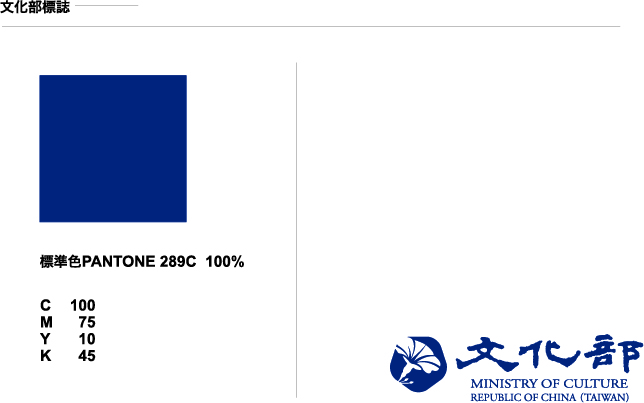 文化部標誌
標準色PANTONE 289C 100%
C 100
M 75
Y 10
K 45
文化部
MINISTRY OF CULTURE
REPUBLIC OF CHINA (TAIWAN)